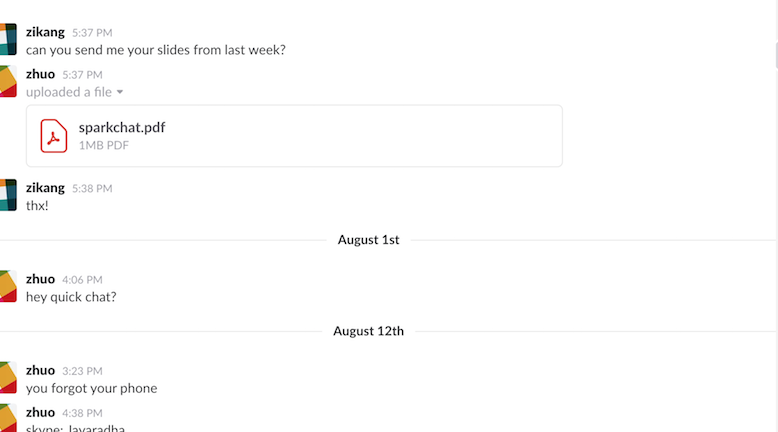 zikang 5:37 PM
can you send me your slides from last week?
zhuo 5:37 PM
uploaded a file
sparkchat.pdf
1MB PDF
zikang 5:38 PM
thx!
August 1st
zhuo 4:06 PM
hey quick chat?
August 12th
zhuo 3:23 PM
you forgot your phone
zhuo 4:38 PM
skype: